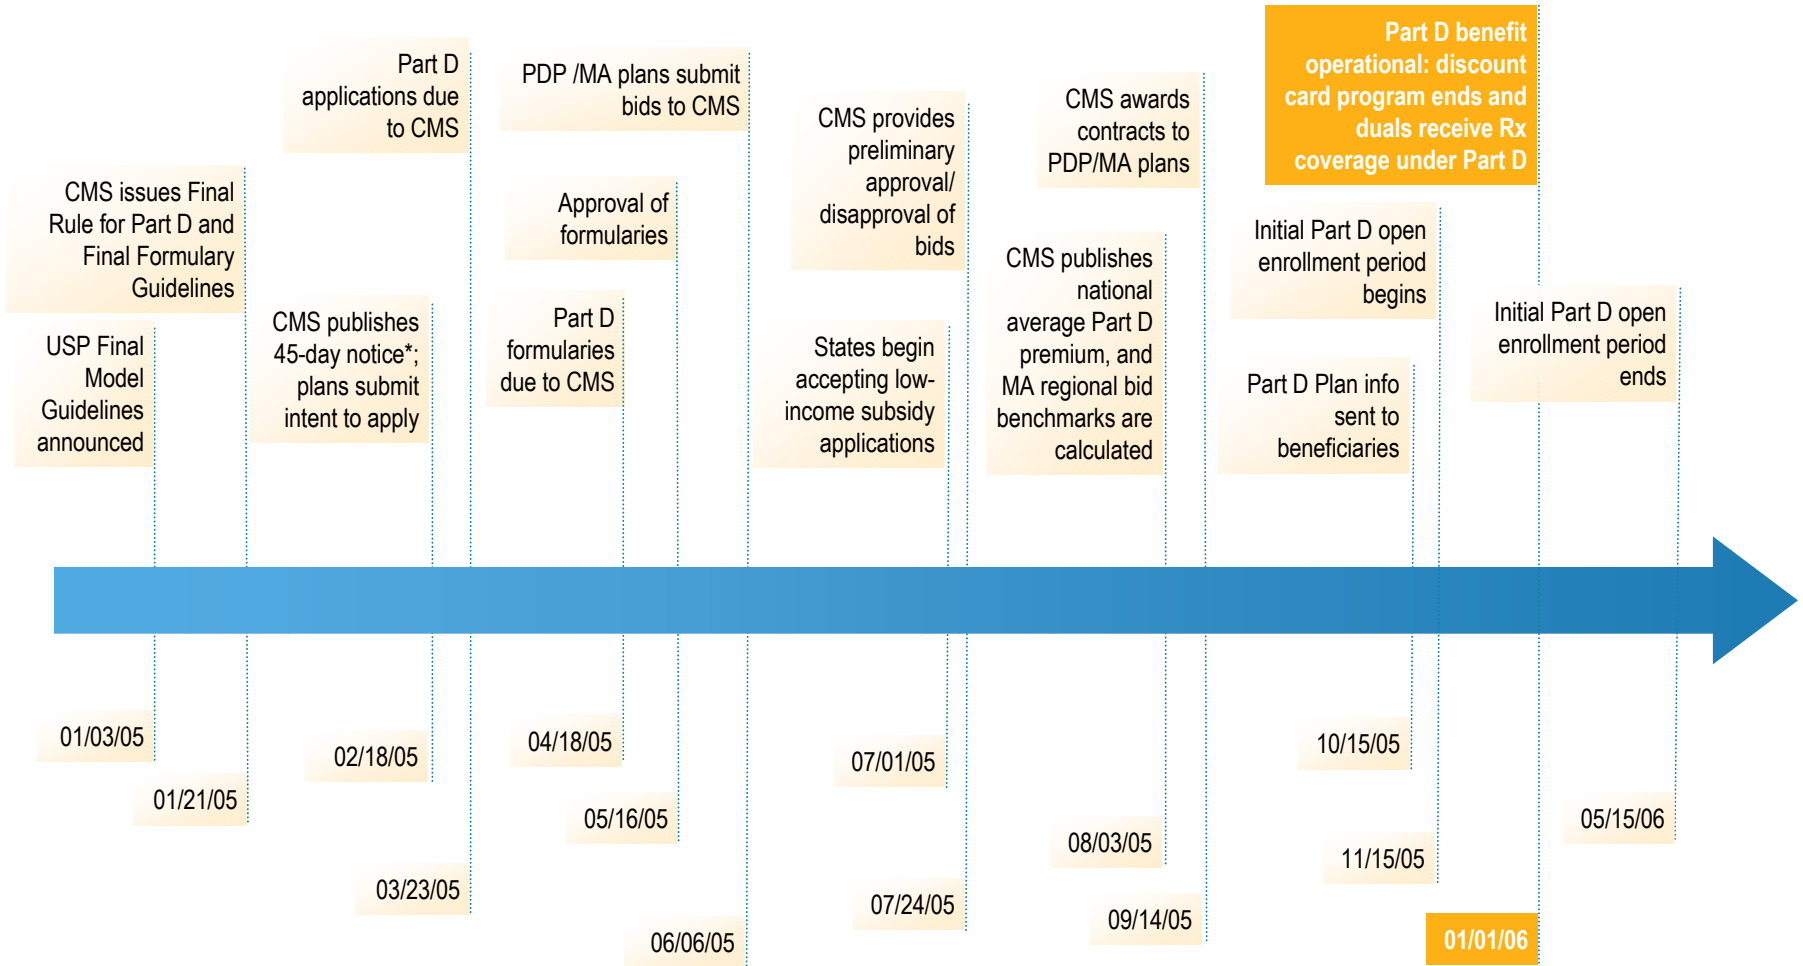 USP Final
Model
Guidelines
announced
CMS issues Final
Rule for Part D and
Final Formulary
Guidelines
CMS publishes
45-day notice*;
plans submit
intent to apply
Part D
applications due
to CMS
Part D
formularies
due to CMS
Approval of
formularies
PDP /MA plans submit
bids to CMS
States begin
accepting low-
income subsidy
applications
CMS provides
preliminary
approval/
disapproval of
bids
CMS publishes
national
average Part D
premium, and
MA regional bid
benchmarks are
calculated
CMS awards
contracts to
PDP/MA plans
Part D Plan info
sent to
beneficiaries
Initial Part D open
enrollment period
begins
Part D benefit
operational: discount
card program ends and
duals receive Rx
coverage under Part D
Initial Part D open
enrollment period
ends
01/03/05
01/21/05
02/18/05
03/23/05
04/18/05
05/16/05
06/06/05
07/01/05
07/24/05
08/03/05
09/14/05
10/15/05
11/15/05
01/01/06
05/15/06